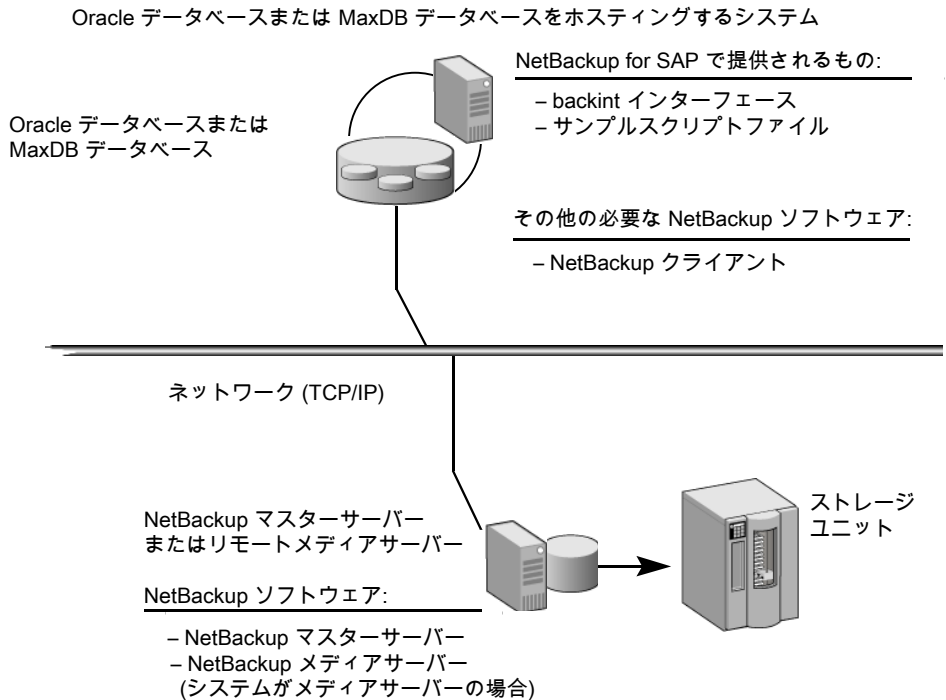 Oracle データベースまたは MaxDB データベースをホスティングするシステム
NetBackup for SAP で提供されるもの:
– backint インターフェース
– サンプルスクリプトファイル
Oracle データベースまたは
MaxDB データベース
その他の必要な NetBackup ソフトウェア:
– NetBackup クライアント
ネットワーク (TCP/IP)
ストレージ
ユニット
NetBackup マスターサーバー
またはリモートメディアサーバー
NetBackup ソフトウェア:
– NetBackup マスターサーバー
– NetBackup メディアサーバー
(システムがメディアサーバーの場合)